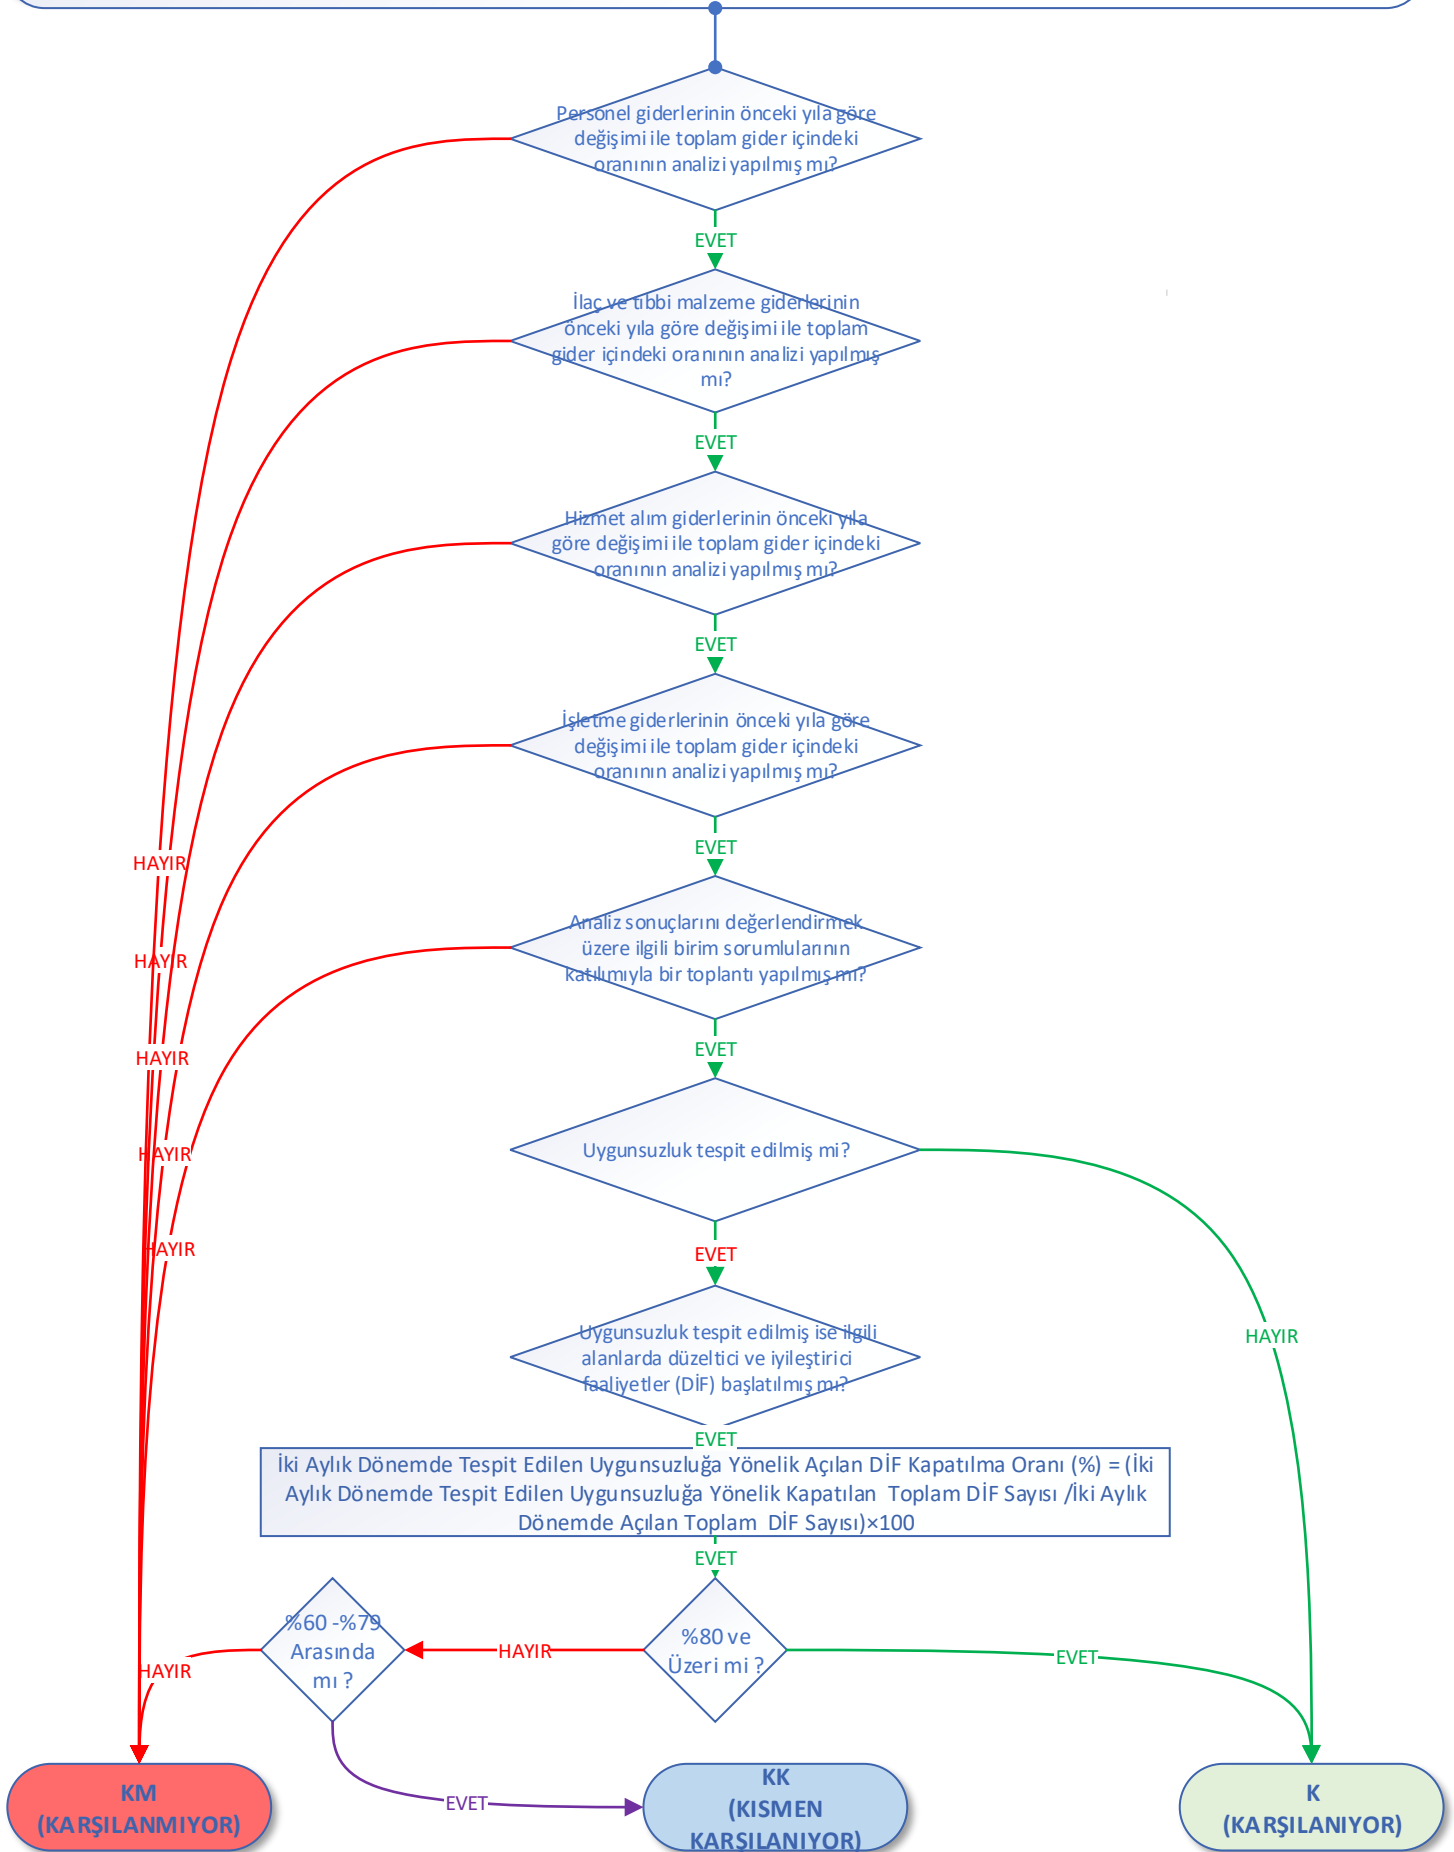 Personel giderlerinin önceki yıla göre
değişimi ile toplam gider içindeki
oranının analizi yapılmış mı?
EVET
İlaç ve tıbbi malzeme giderlerinin
önceki yıla göre değişimi ile toplam
gider içindeki oranının analizi yapılmış
mı?
EVET
Hizmet alım giderlerinin önceki yıla
göre değişimi ile toplam gider içindeki
oranının analizi yapılmış mı?
EVET
İşletme giderlerinin önceki yıla göre
değişimi ile toplam gider içindeki
oranının analizi yapılmış mı?
EVET
HAYIR
Analiz sonuçlarını değerlendirmek
üzere ilgili birim sorumlularının
katılımıyla bir toplantı yapılmış mı?
HAYIR
EVET
HAYIR
Uygunsuzluk tespit edilmiş mi?
HAYIR
HAYIR
EVET
Uygunsuzluk tespit edilmiş ise ilgili
alanlarda düzeltici ve iyileştirici
faaliyetler (DİF) başlatılmış mı?
HAYIR
EVET
İki Aylık Dönemde Tespit Edilen Uygunsuzluğa Yönelik Açılan DİF Kapatılma Oranı (%) = (İki
Aylık Dönemde Tespit Edilen Uygunsuzluğa Yönelik Kapatılan Toplam DİF Sayısı /İki Aylık
Dönemde Açılan Toplam DİF Sayısı)×100
EVET
%60 -%79
Arasında
mı ?
HAYIR
%80 ve
Üzeri mi ?
EVET
HAYIR
EVET
KM
(KARŞILANMIYOR)
KK
(KISMEN
KARŞILANIYOR)
K
(KARŞILANIYOR)